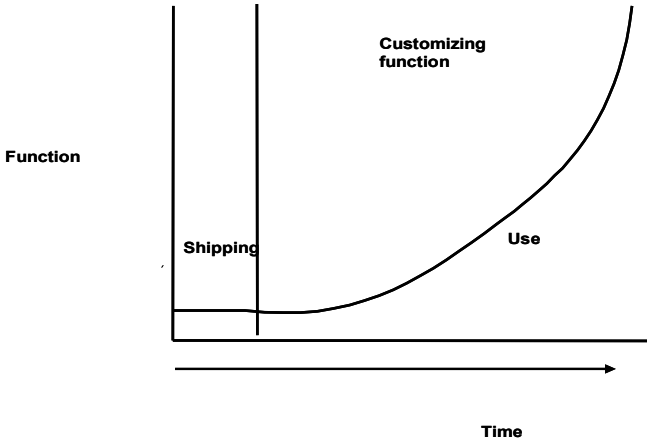 Customizing
function
Function
Shipping
Use
Time